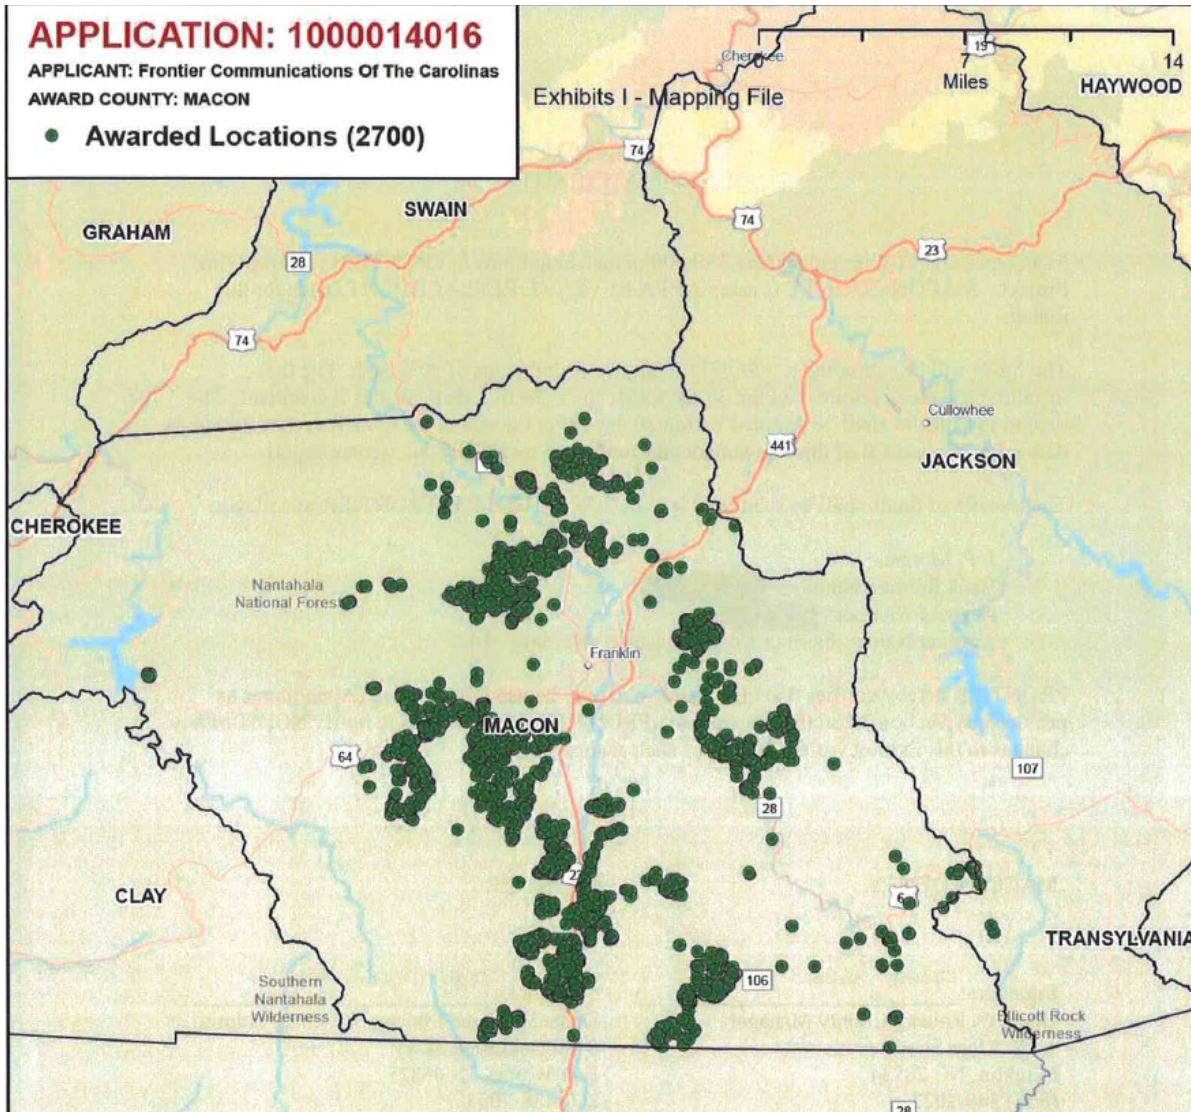 APPLICATION: 1000014016
APPLICANT: Frontier Communications Of The Carolinas
AWARD COUNTY: MACON
Awarded Locations (2700)
Cherokee
0
7
14
19
Miles
HAYWOOD
Exhibits I - Mapping File
74
SWAIN
74
GRAHAM
28
23
74
Cullowhee
441
JACKSON
CHEROKEE
Nantahala
National Forest
Franklin
MACON
64
107
28
CLAY
TRANSYLVANIA
106
Southern
Nantahala
Wilderness
Ellicott Rock
Wilderness
28